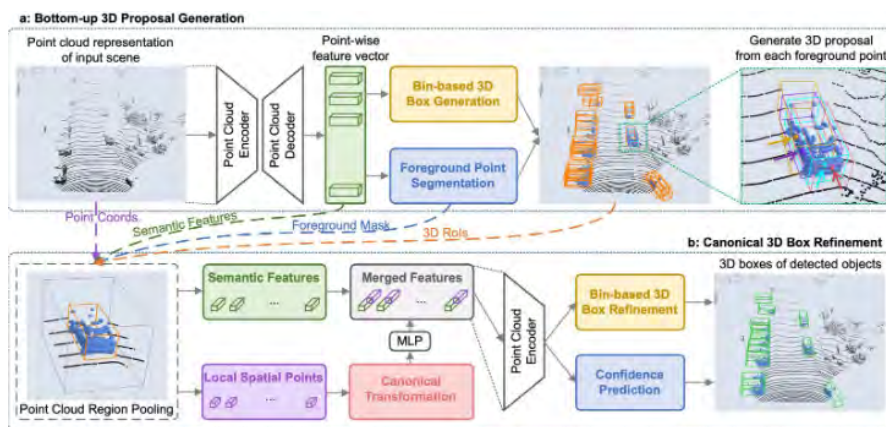 a: Bottom-up 3D Proposal Generation
Point cloud representation
of input scene
Point Cloud
Encoder
Point Cloud
Decoder
Point-wise
feature vector
Bin-based 3D
Box Generation
Foreground Point
Segmentation
Generate 3D proposal
from each foreground point
Point Coords.
Semantic Features
Foreground Mask
3D RoIs
b: Canonical 3D Box Refinement
Point Cloud Region Pooling
Semantic Features
...
Local Spatial Points
...
Merged Features
...
MLP
Canonical
Transformation
Point Cloud
Encoder
Bin-based 3D
Box Refinement
Confidence
Prediction
3D boxes of detected objects